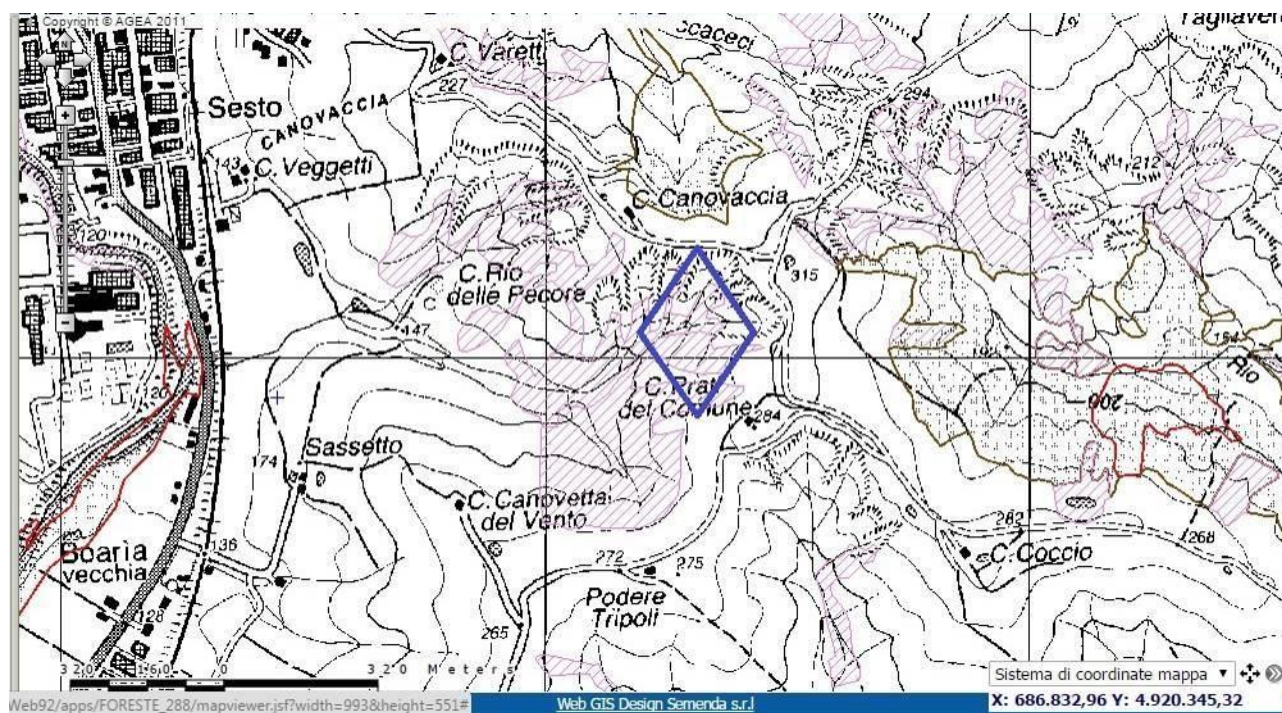 Copyright © AGEA 2011
N
C. Varett
227
Sesto
CANOVACCIA
143
C. Veggetti
294
212
120
C. Canovaccia
315
C. Rio
delle Pecore
147
C. Prati
del Comune
284
200
Rio
174
Sassetto
C. Canovetta
del Vento
Boaria
vecchia
136
128
272
275
Podere
Tripoli
265
282
268
C. Coccio
320 160 0 320 Meters
Sistema di coordinate mappa
Web92/apps/FORESTE_288/mapviewer.jsf?width=993&height=551#
Web GIS Design Semenda s.r.l
X: 686.832,96 Y: 4.920.345,32